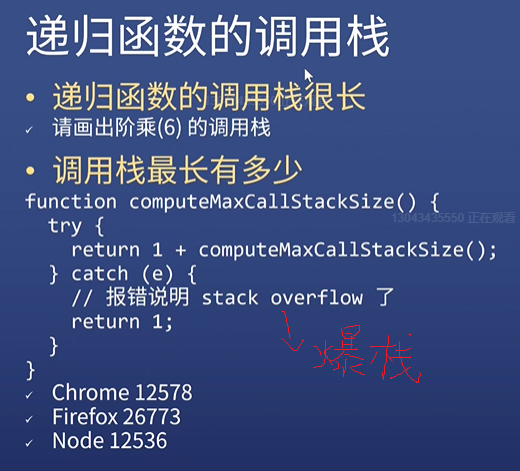 递归函数的调用栈
• 递归函数的调用栈很长
✓ 请画出阶乘(6) 的调用栈
• 调用栈最长有多少
function computeMaxCallStackSize() {
13043435550 正在观看
try {
return 1 + computeMaxCallStackSize();
} catch (e) {
// 报错说明 stack overflow 了
return 1;
}
爆栈
}
✓ Chrome 12578
✓ Firefox 26773
✓ Node 12536